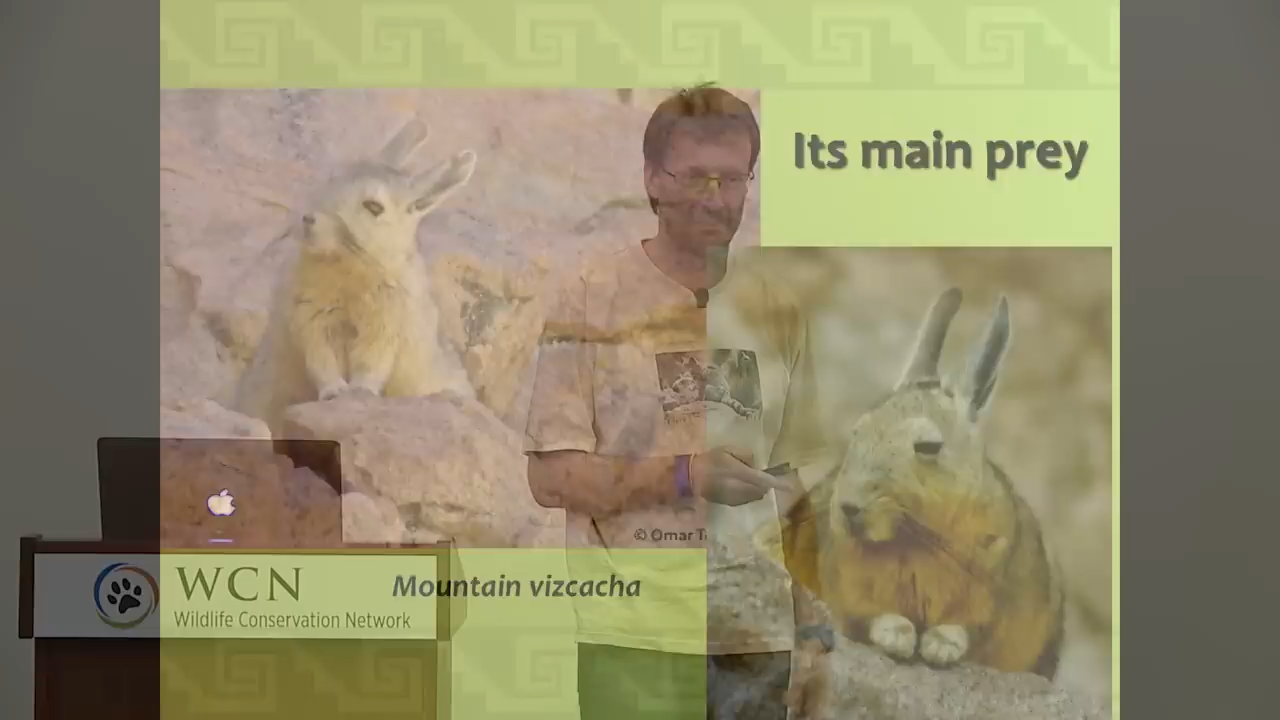 Its main prey
© Omar
Mountain vizcacha
WCN
Wildlife Conservation Network